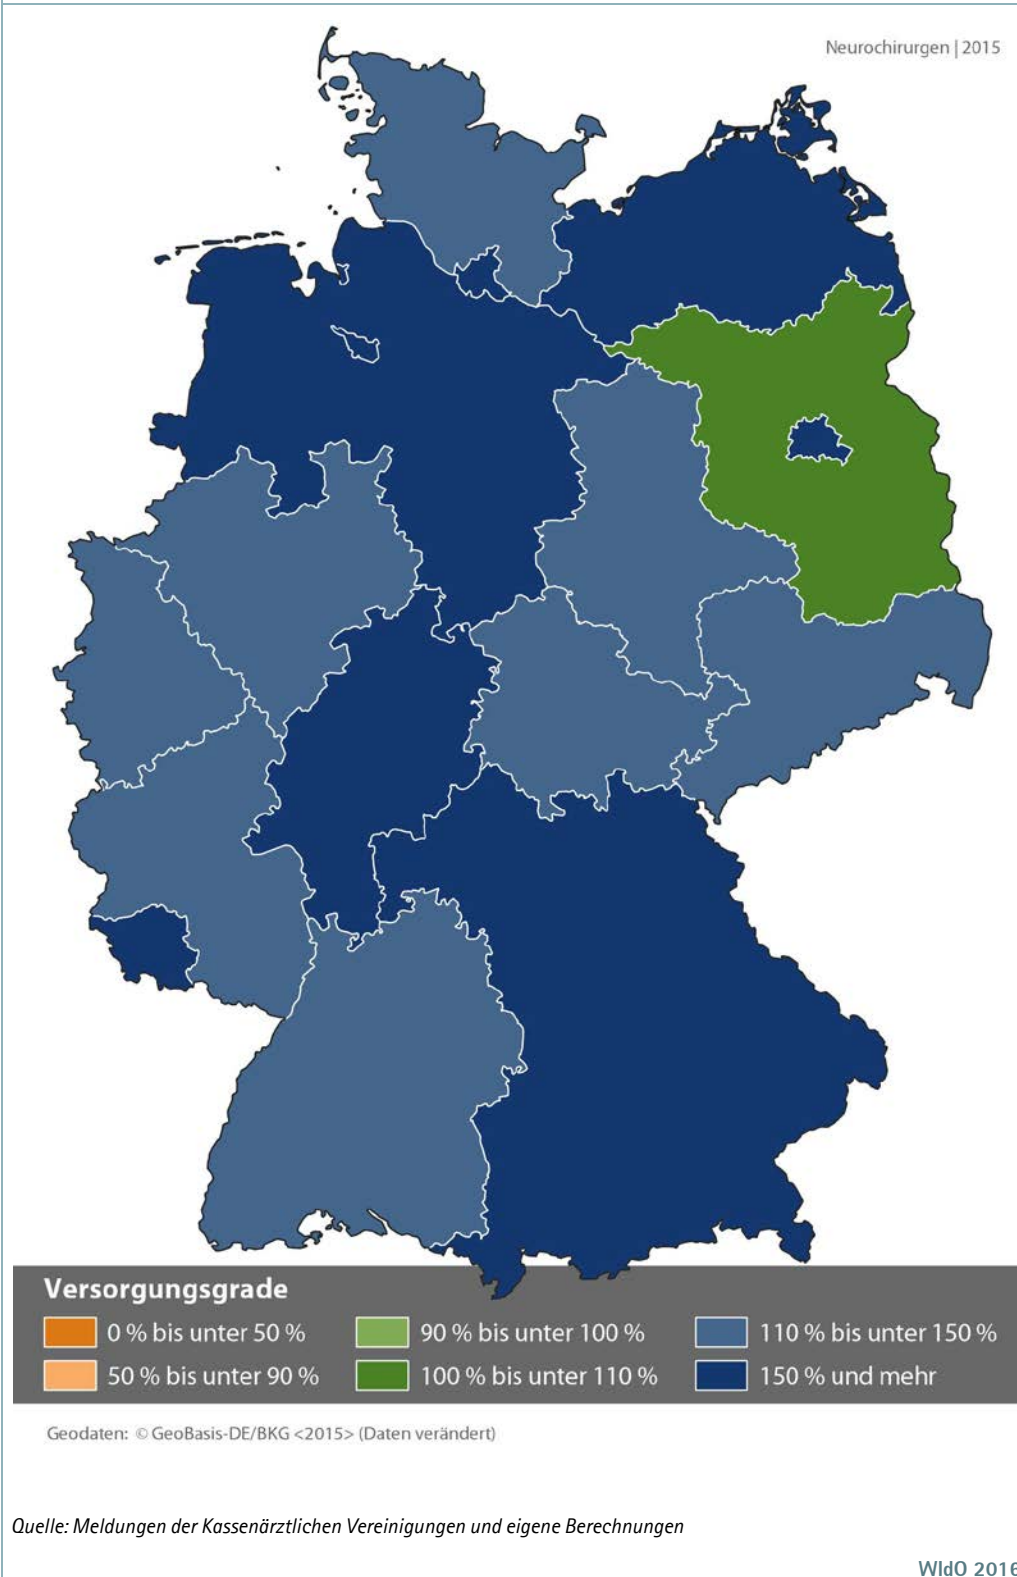 Neurochirurgen | 2015
Versorgungsgrade
0 % bis unter 50 %
90 % bis unter 100 %
110 % bis unter 150 %
50 % bis unter 90 %
100 % bis unter 110 %
150 % und mehr
Geodaten: © GeoBasis-DE/BKG <2015> (Daten verändert)
Quelle: Meldungen der Kassenärztlichen Vereinigungen und eigene Berechnungen
WIdO 2016